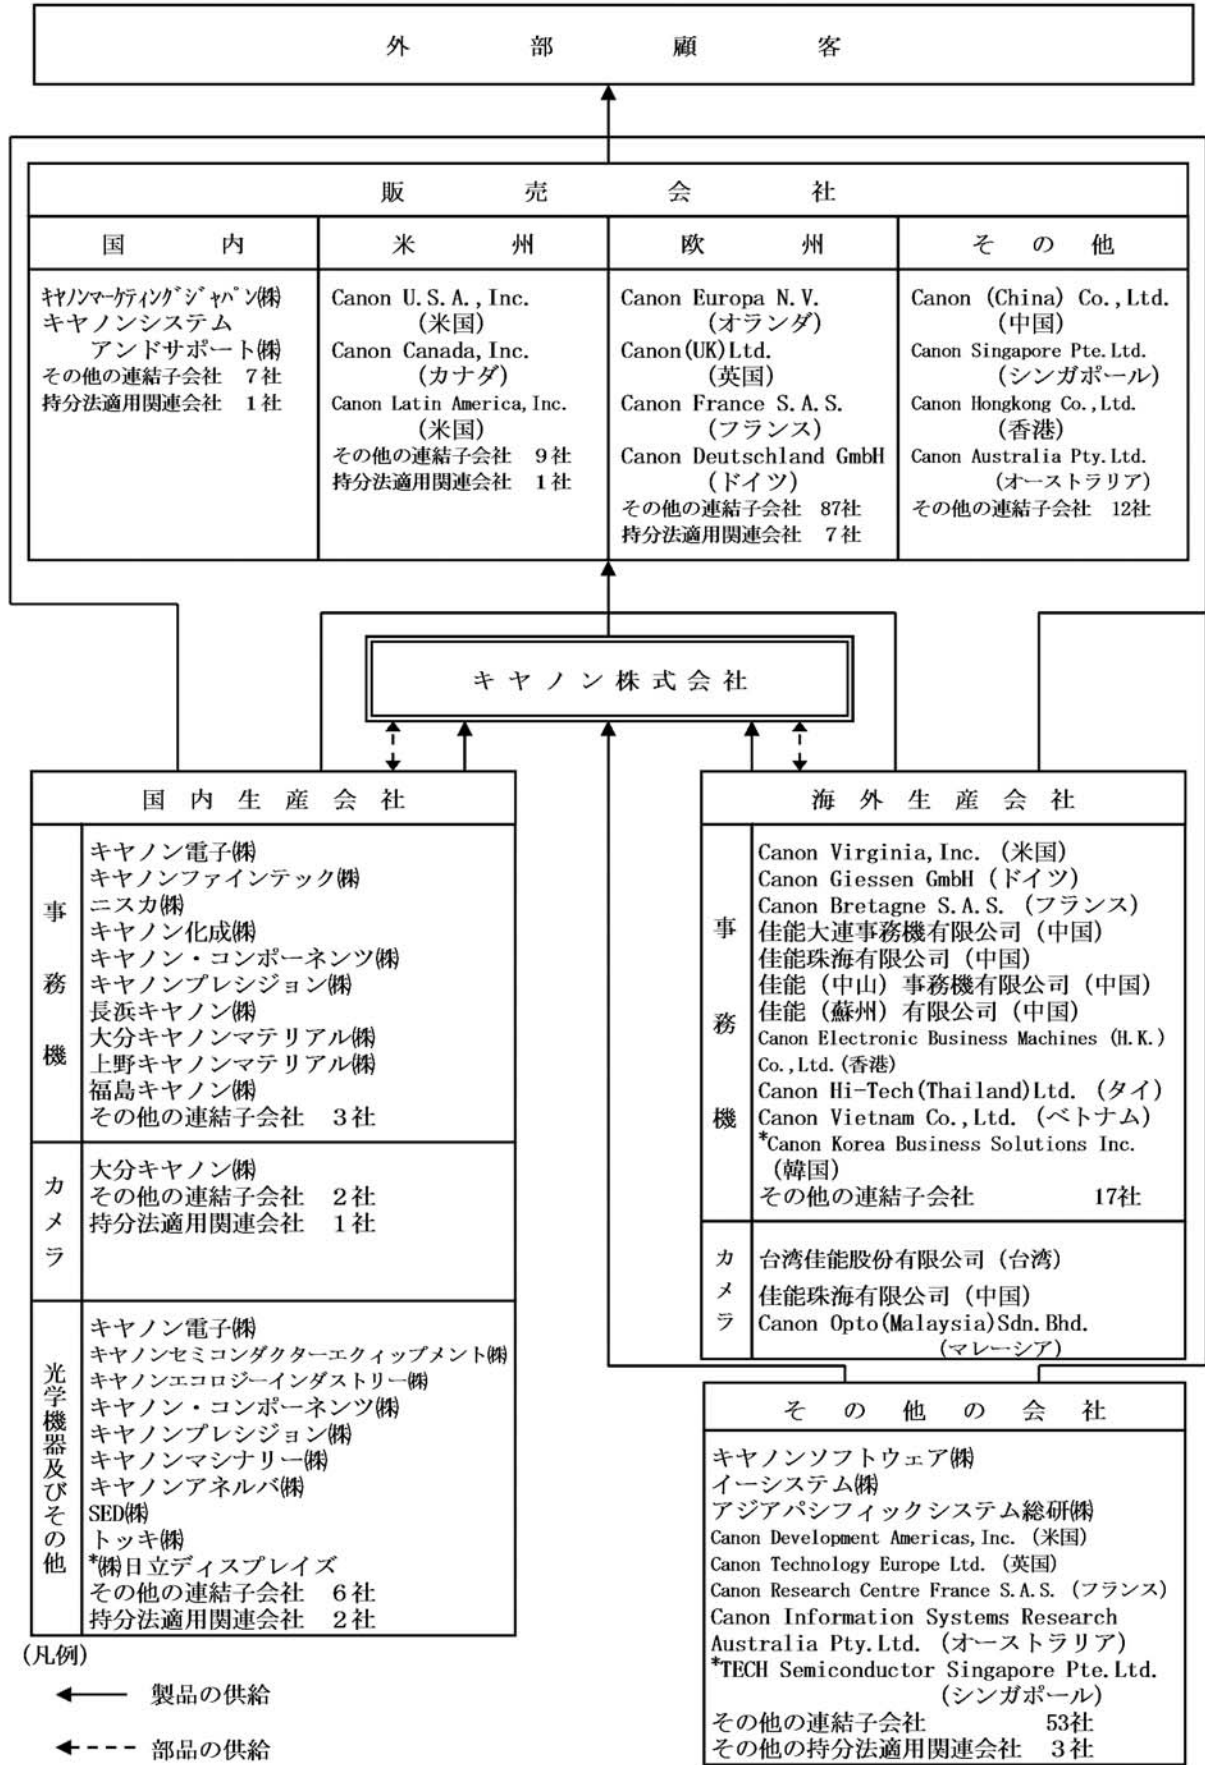 外部顧客
販売会社
国内
キヤノンマーケティングジャパン㈱
キヤノンシステム
アンドサポート㈱
その他の連結子会社 7社
持分法適用関連会社 1社
米州
Canon U.S.A.,Inc.
(米国)
Canon Canada,Inc.
(カナダ)
Canon Latin America,Inc.
(米国)
その他の連結子会社 9社
持分法適用関連会社 1社
欧州
Canon Europa N.V.
(オランダ)
Canon(UK)Ltd.
(英国)
Canon France S.A.S.
(フランス)
Canon Deutschland GmbH
(ドイツ)
その他の連結子会社 87社
持分法適用関連会社 7社
その他
Canon (China) Co.,Ltd.
(中国)
Canon Singapore Pte.Ltd.
(シンガポール)
Canon Hongkong Co.,Ltd.
(香港)
Canon Australia Pty.Ltd.
(オーストラリア)
その他の連結子会社 12社
キヤノン株式会社
国内生産会社
事務機
キヤノン電子㈱
キヤノンファインテック㈱
ニスカ㈱
キヤノン化成㈱
キヤノン・コンポーネンツ㈱
キヤノンプレシジョン㈱
長浜キヤノン㈱
大分キヤノンマテリアル㈱
上野キヤノンマテリアル㈱
福島キヤノン㈱
その他の連結子会社 3社
カメラ
大分キヤノン㈱
その他の連結子会社 2社
持分法適用関連会社 1社
光学機器及びその他
キヤノン電子㈱
キヤノンセミコンダクターエクィップメント㈱
キヤノンエコロジーインダストリー㈱
キヤノン・コンポーネンツ㈱
キヤノンプレシジョン㈱
キヤノンマシナリー㈱
キヤノンアネルバ㈱
SED㈱
トッキ㈱
*㈱日立ディスプレイズ
その他の連結子会社 6社
持分法適用関連会社 2社
海外生産会社
事務機
Canon Virginia,Inc. (米国)
Canon Giessen GmbH (ドイツ)
Canon Bretagne S.A.S. (フランス)
佳能大連事務機有限公司 (中国)
佳能珠海有限公司 (中国)
佳能 (中山) 事務機有限公司 (中国)
佳能 (蘇州) 有限公司 (中国)
Canon Electronic Business Machines (H.K.)
Co.,Ltd.(香港)
Canon Hi-Tech(Thailand)Ltd. (タイ)
Canon Vietnam Co.,Ltd. (ベトナム)
*Canon Korea Business Solutions Inc.
(韓国)
その他の連結子会社 17社
カメラ
台湾佳能股份有限公司 (台湾)
佳能珠海有限公司 (中国)
Canon Opto(Malaysia)Sdn.Bhd.
(マレーシア)
その他の会社
キヤノンソフトウェア㈱
イーシステム㈱
アジアパシフィックシステム総研㈱
Canon Development Americas,Inc. (米国)
Canon Technology Europe Ltd. (英国)
Canon Research Centre France S.A.S. (フランス)
Canon Information Systems Research
Australia Pty.Ltd. (オーストラリア)
*TECH Semiconductor Singapore Pte.Ltd.
(シンガポール)
その他の連結子会社 53社
その他の持分法適用関連会社 3社
(凡例)
製品の供給
部品の供給